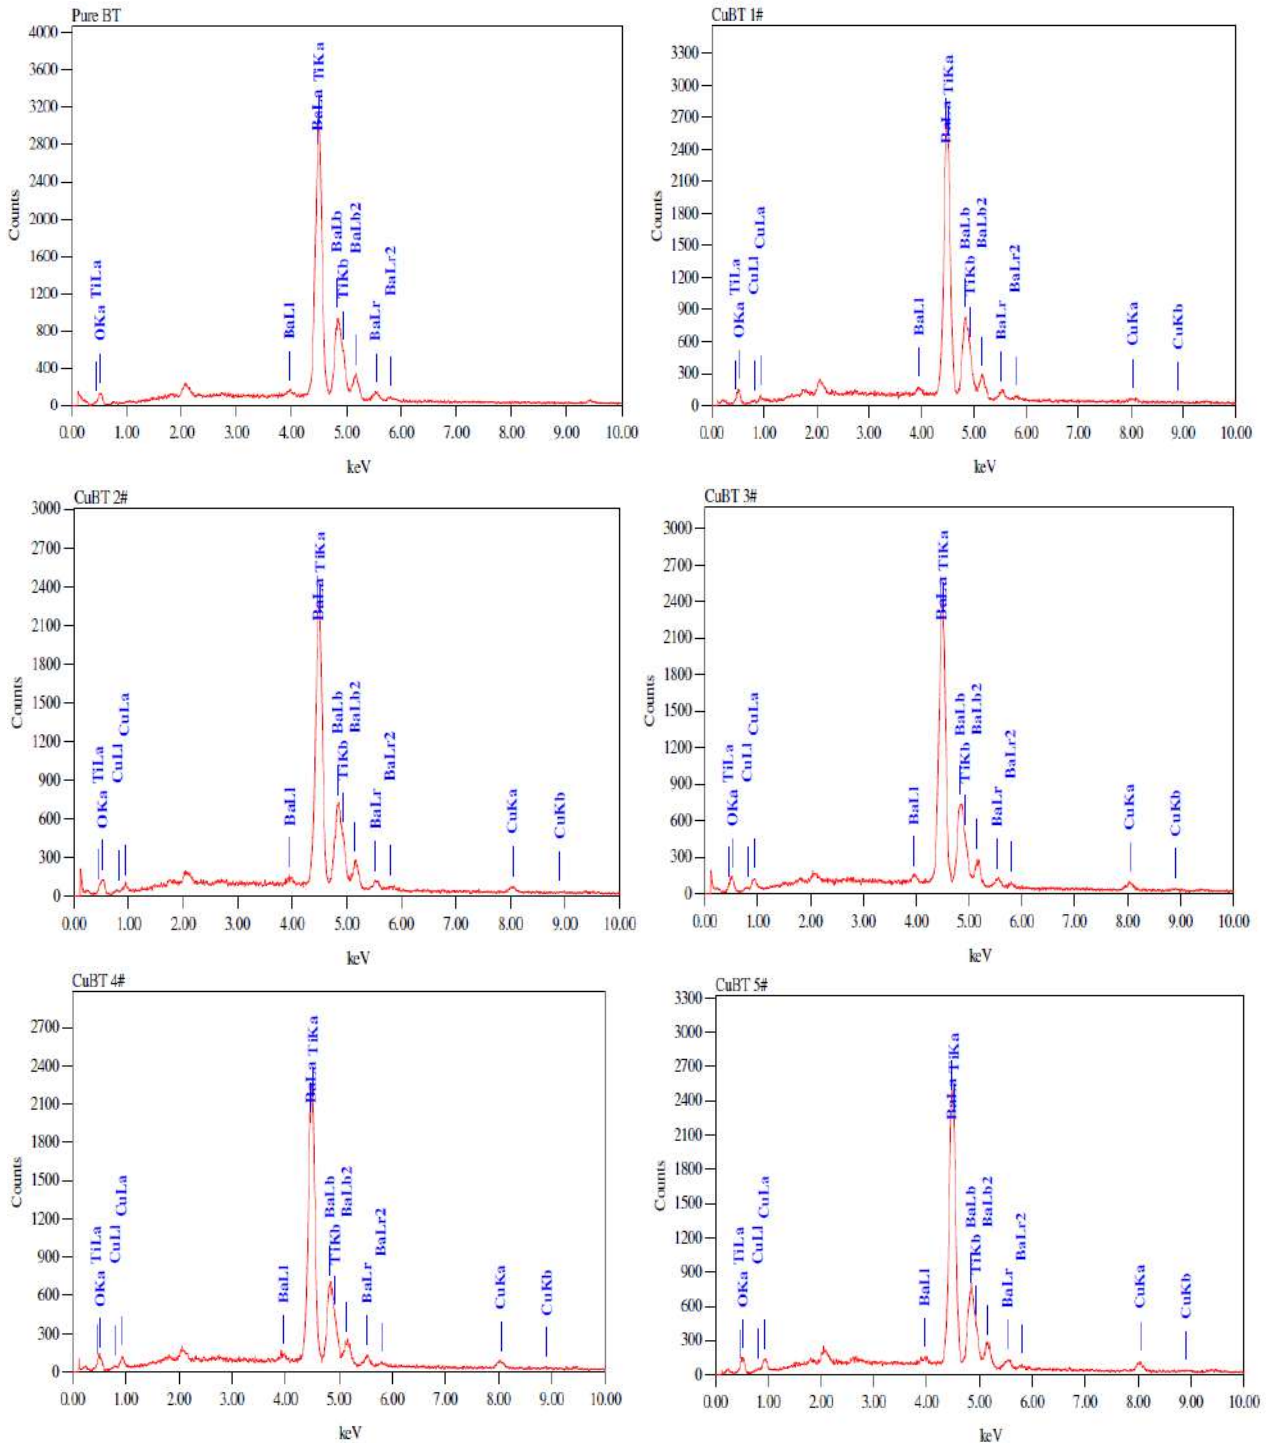 Pure BT
4000
3600
3200
2800
2400
2000
1600
1200
800
400
0
Counts
TiLa
OKa
BaLl
BaLa TiKa
BaLb
TiKb
BaLb2
BaLr
BaLr2
0.00 1.00 2.00 3.00 4.00 5.00 6.00 7.00 8.00 9.00 10.00
keV
CuBT 1#
3300
3000
2700
2400
2100
1800
1500
1200
900
600
300
0
Counts
TiLa
OKa
CuLl
CuLa
BaLl
BaLa TiKa
BaLb
TiKb
BaLb2
BaLr
BaLr2
CuKa
CuKb
0.00 1.00 2.00 3.00 4.00 5.00 6.00 7.00 8.00 9.00 10.00
keV
CuBT 2#
3000
2700
2400
2100
1800
1500
1200
900
600
300
0
Counts
TiLa
OKa
CuLl
CuLa
BaLl
BaLa TiKa
BaLb
TiKb
BaLb2
BaLr
BaLr2
CuKa
CuKb
0.00 1.00 2.00 3.00 4.00 5.00 6.00 7.00 8.00 9.00 10.00
keV
CuBT 3#
3000
2700
2400
2100
1800
1500
1200
900
600
300
0
Counts
TiLa
OKa
CuLl
CuLa
BaLl
BaLa TiKa
BaLb
TiKb
BaLb2
BaLr
BaLr2
CuKa
CuKb
0.00 1.00 2.00 3.00 4.00 5.00 6.00 7.00 8.00 9.00 10.00
keV
CuBT 4#
2700
2400
2100
1800
1500
1200
900
600
300
0
Counts
TiLa
OKa
CuLl
CuLa
BaLl
BaLa TiKa
BaLb
TiKb
BaLb2
BaLr
BaLr2
CuKa
CuKb
0.00 1.00 2.00 3.00 4.00 5.00 6.00 7.00 8.00 9.00 10.00
keV
CuBT 5#
3300
3000
2700
2400
2100
1800
1500
1200
900
600
300
0
Counts
TiLa
OKa
CuLl
CuLa
BaLl
BaLa TiKa
BaLb
TiKb
BaLb2
BaLr
BaLr2
CuKa
CuKb
0.00 1.00 2.00 3.00 4.00 5.00 6.00 7.00 8.00 9.00 10.00
keV